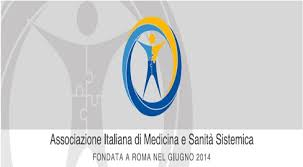 Associazione Italiana di Medicina e Sanità Sistemica
FONDATA A ROMA NEL GIUGNO 2014